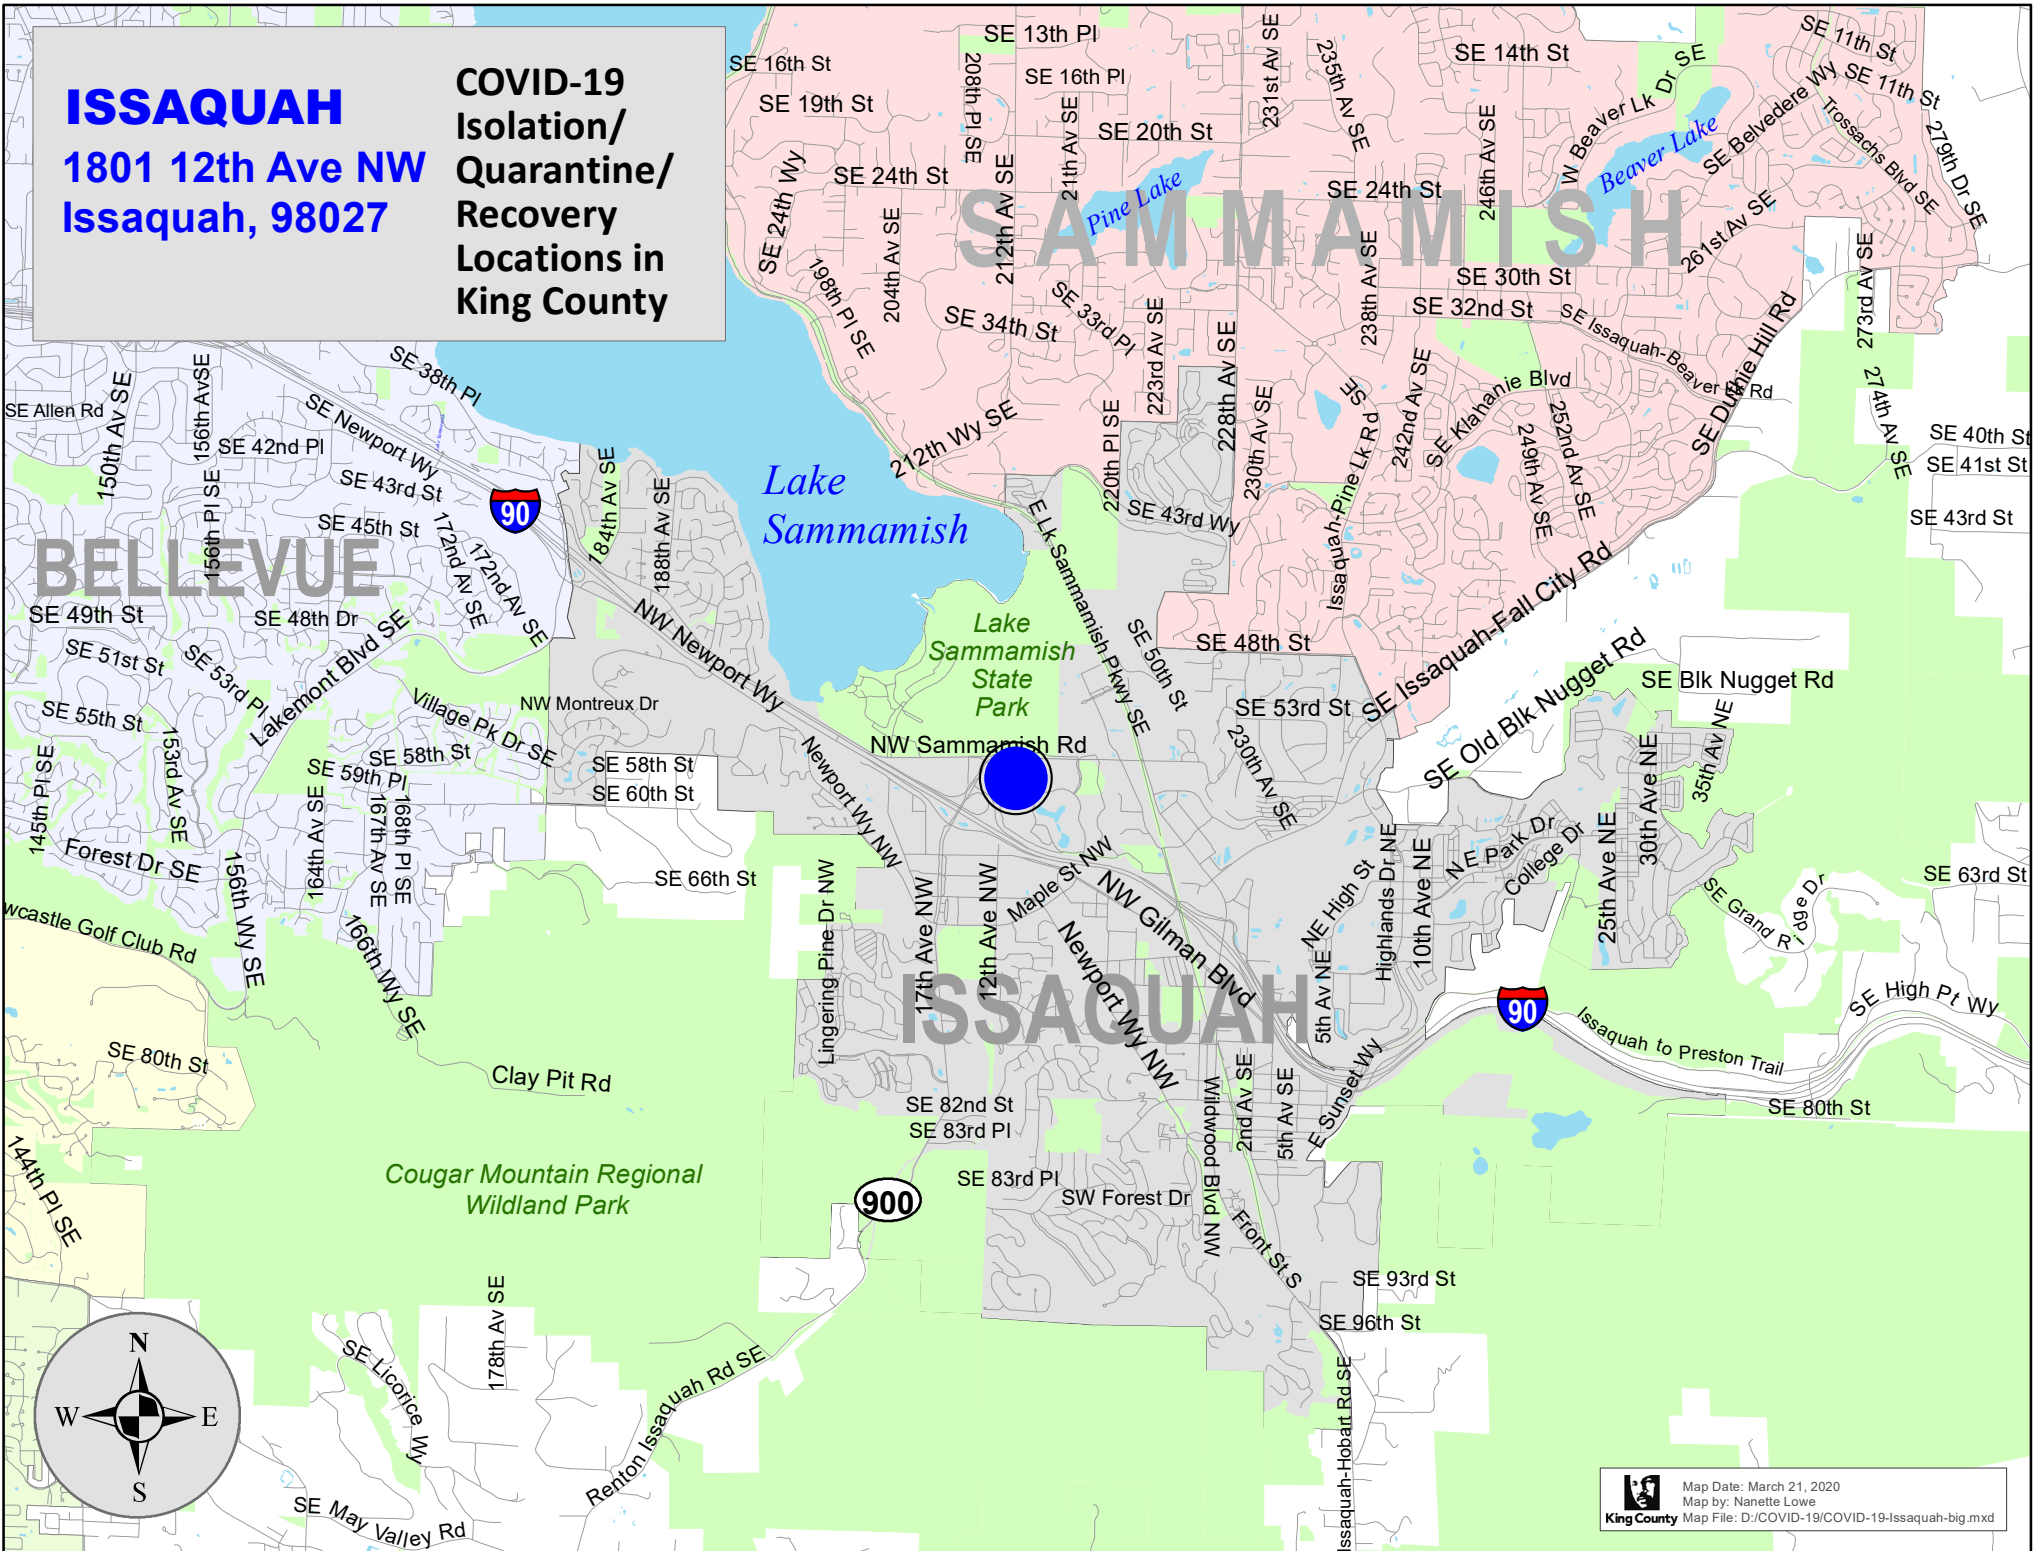 ISSAQUAH
1801 12th Ave NW
Issaquah, 98027
COVID-19
Isolation/
Quarantine/
Recovery
Locations in
King County
SE 13th Pl
SE 16th St
SE 16th Pl
SE 19th St
208th Pl SE
21th Av SE
SE 20th St
231st Av SE
235th Av SE
SE 14th St
W Beaver Lk Dr SE
SE 11th St
SE 11th St
SE Belvedere Wy
Trossachs Blvd SE
279th Dr SE
Beaver Lake
Pine Lake
SE 24th Wy
SE 24th St
212th Av SE
SE 24th St
246th Av SE
SAMMAMISH
261st Av SE
204th Av SE
198th Pl SE
SE 34th St
SE 33rd Pl
223rd Av SE
228th Av SE
238th Av SE
SE 30th St
SE 32nd St
SE Issaquah-Beaver Lk Rd
SE Duthie Hill Rd
273rd Av SE
274th Av SE
SE 40th St
SE 41st St
SE 43rd St
SE 38th Pl
SE Allen Rd
150th Av SE
156th AvSE
SE Newport Wy
SE 42nd Pl
SE 43rd St
SE 45th St
156th Pl SE
172nd Av SE
172nd Av SE
90
184th Av SE
188th Av SE
BELLEVUE
Lake
Sammamish
212th Wy SE
220th Pl SE
SE 43rd Wy
230th Av SE
SE
Issaquah-Pine Lk Rd
242nd Av SE
SE Klahanie Blvd
249th Av SE
252nd Av SE
E Lk Sammamish Pkwy SE
SE 49th St
SE 48th Dr
SE 51st St
SE 53rd Pl
Lakemont Blvd SE
NW Newport Wy
Lake
Sammamish
State
Park
SE 50th St
SE 48th St
SE Issaquah-Fall City Rd
SE Old Blk Nugget Rd
SE Blk Nugget Rd
SE 55th St
153rd Av SE
145th Pl SE
Village Pk Dr SE
NW Montreux Dr
SE 58th St
SE 59th Pl
SE 58th St
SE 60th St
NW Sammamish Rd
Newport Wy NW
SE 53rd St
230th Av SE
35th Av NE
30th Ave NE
25th Ave NE
164th Av SE
167th Av SE
168th Pl SE
Forest Dr SE
156th Wy SE
166th Wy SE
SE 66th St
Lingering Pine Dr NW
17th Ave NW
12th Ave NW
Maple St NW
NW Gilman Blvd
Newport Wy NW
NE High St
Highlands Dr NE
10th Ave NE
N E Park Dr
College Dr
5th Av NE
SE Grand Ridge Dr
SE 63rd St
wcastle Golf Club Rd
ISSAQUAH
90
SE High Pt Wy
Issaquah to Preston Trail
SE 80th St
SE 80th St
Clay Pit Rd
SE 82nd St
SE 83rd Pl
SE 83rd Pl
SW Forest Dr
Wildwood Blvd NW
2nd Av SE
5th Av SE
E Sunset Wy
Front St S
144th Pl SE
Cougar Mountain Regional
Wildland Park
900
SE 93rd St
SE 96th St
178th Av SE
SE Licorice Wy
Renton Issaquah Rd SE
SE May Valley Rd
Issaquah-Hobart Rd SE
N
W
E
S
King County
Map Date: March 21, 2020
Map by: Nanette Lowe
Map File: D:/COVID-19/COVID-19-Issaquah-big.mxd